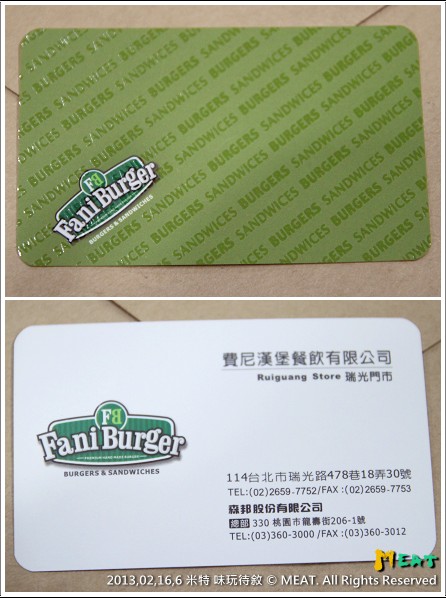 BURGERS SANDWICES BURGERS SANDWICES BURGERS SANDWICES
FB
Fani Burger
BURGERS & SANDWICHES
費尼漢堡餐飲有限公司
Ruiguang Store 瑞光門市
FB
Fani Burger
BURGERS & SANDWICHES
114台北市瑞光路478巷18弄30號
TEL:(02)2659-7752/FAX:(02)2659-7753
森邦股份有限公司
總部 330 桃園市龍壽街206-1號
TEL:(03)360-3000/FAX:(03)360-3012
MEAT
2013,02,16,6 米特 味玩待敘 © MEAT. All Rights Reserved